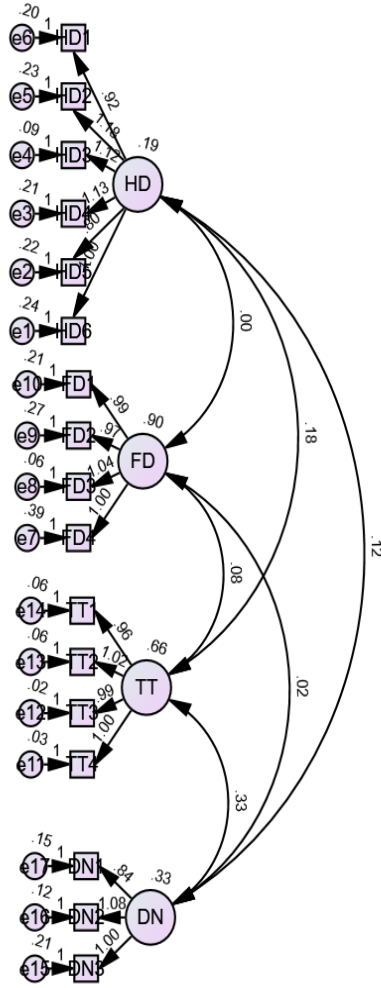 .20
e6 1 HD1
.92
.23
e5 1 HD2
1.18
.19
.09
e4 1 HD3
1.12
HD
.21
e3 1 HD4
1.13
.22
e2 1 HD5
.80
.24
e1 1 HD6
1.00
.00
.18
.12
.21
e10 1 FD1
.99
.27
e9 1 FD2
.97
.90
.06
e8 1 FD3
1.04
FD
.39
e7 1 FD4
1.00
.08
.02
.06
e14 1 TT1
.96
.06
e13 1 TT2
1.02
.66
.02
e12 1 TT3
.99
TT
.03
e11 1 TT4
1.00
.33
.15
e17 1 DN1
.84
.33
.12
e16 1 DN2
1.08
DN
.21
e15 1 DN3
1.00